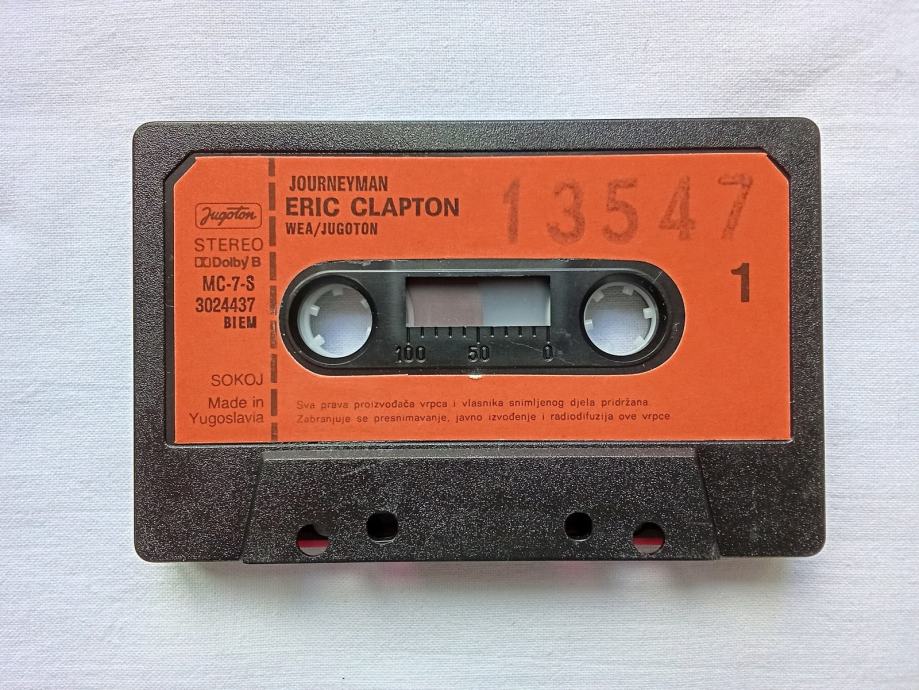 JOURNEYMAN
ERIC CLAPTON
WEA/JUGOTON
13547
Jugoton
STEREO
Dolby B
MC-7-S
3024437
BIEM
1
100 50 0
SOKOJ
Made in
Yugoslavia
Sva prava proizvođača vrpca i vlasnika snimljenog djela pridržana.
Zabranjuje se presnimavanje, javno izvođenje i radiodifuzija ove vrpce